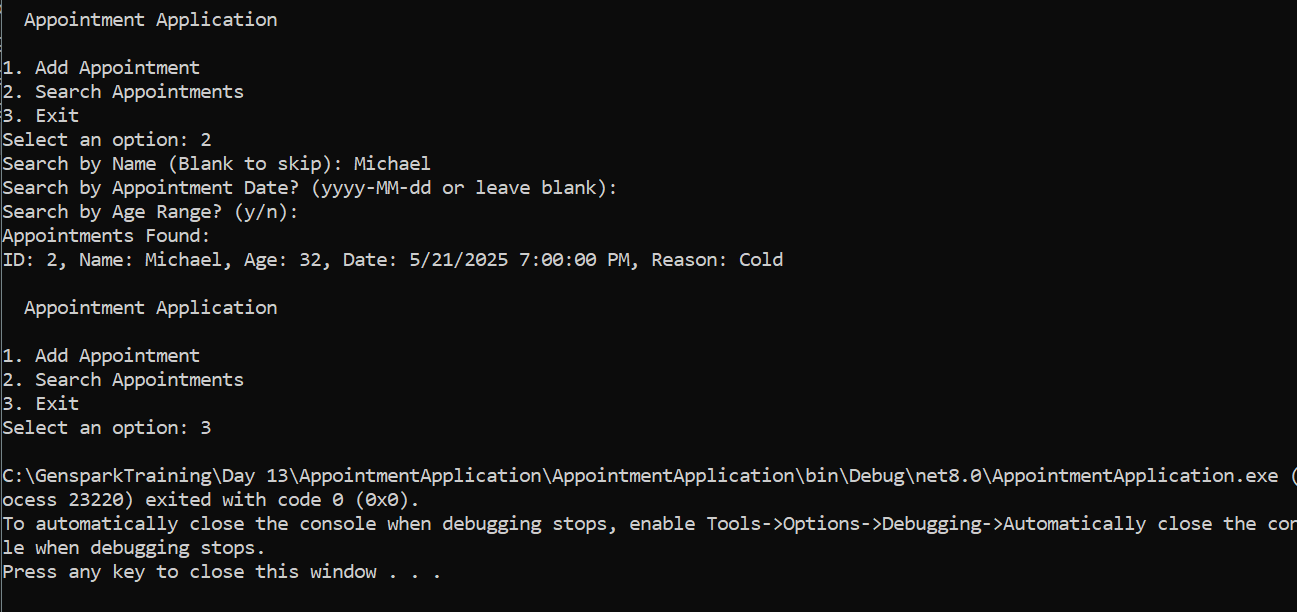 Appointment Application
1. Add Appointment
2. Search Appointments
3. Exit
Select an option: 2
Search by Name (Blank to skip): Michael
Search by Appointment Date? (yyyy-MM-dd or leave blank):
Search by Age Range? (y/n):
Appointments Found:
ID: 2, Name: Michael, Age: 32, Date: 5/21/2025 7:00:00 PM, Reason: Cold
Appointment Application
1. Add Appointment
2. Search Appointments
3. Exit
Select an option: 3
C:\GensparkTraining\Day 13\AppointmentApplication\AppointmentApplication\bin\Debug\net8.0\AppointmentApplication.exe (
ocess 23220) exited with code 0 (0x0).
To automatically close the console when debugging stops, enable Tools->Options->Debugging->Automatically close the con
le when debugging stops.
Press any key to close this window . . .